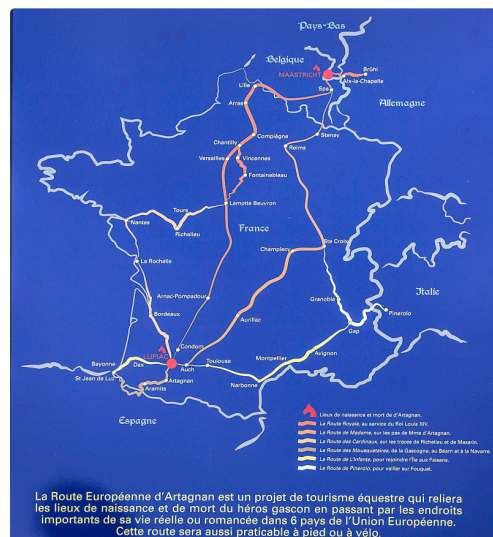 Pays-Bas
Belgique
MAASTRICHT
Brühl
Aix-la-Chapelle
Spa
Allemagne
Lille
Arras
Stenay
Compiègne
Chantilly
Reims
Versailles
Vincennes
Fontainebleau
Lamotte Beuvron
Tours
Nantes
Richelieu
France
Ste Croix
Champlecy
La Rochelle
Italie
Arnac-Pompadour
Grenoble
Pinerolo
Bordeaux
Aurillac
Gap
Condom
LUPIAC
Avignon
Montpellier
Bayonne
Dax
Auch
Toulouse
St Jean de Luz
Artagnan
Narbonne
Aramits
Espagne
Lieux de naissance et mort de d'Artagnan.
La Route Royale, au service du Roi Louis XIV.
La Route de Madame, sur les pas de Mme d'Artagnan.
La Route des Cardinaux, sur les traces de Richelieu et de Mazarin.
La Route des Mousquetaires, de la Gascogne, au Béarn et à la Navarre.
La Route de L'Infante, pour rejoindre l'Île aux Faisans.
La Route de Pinerolo, pour veiller sur Fouquet.
La Route Européenne d'Artagnan est un projet de tourisme équestre qui reliera
les lieux de naissance et de mort du héros gascon en passant par les endroits
importants de sa vie réelle ou romancée dans 6 pays de l'Union Européenne.
Cette route sera aussi praticable à pied ou à vélo.